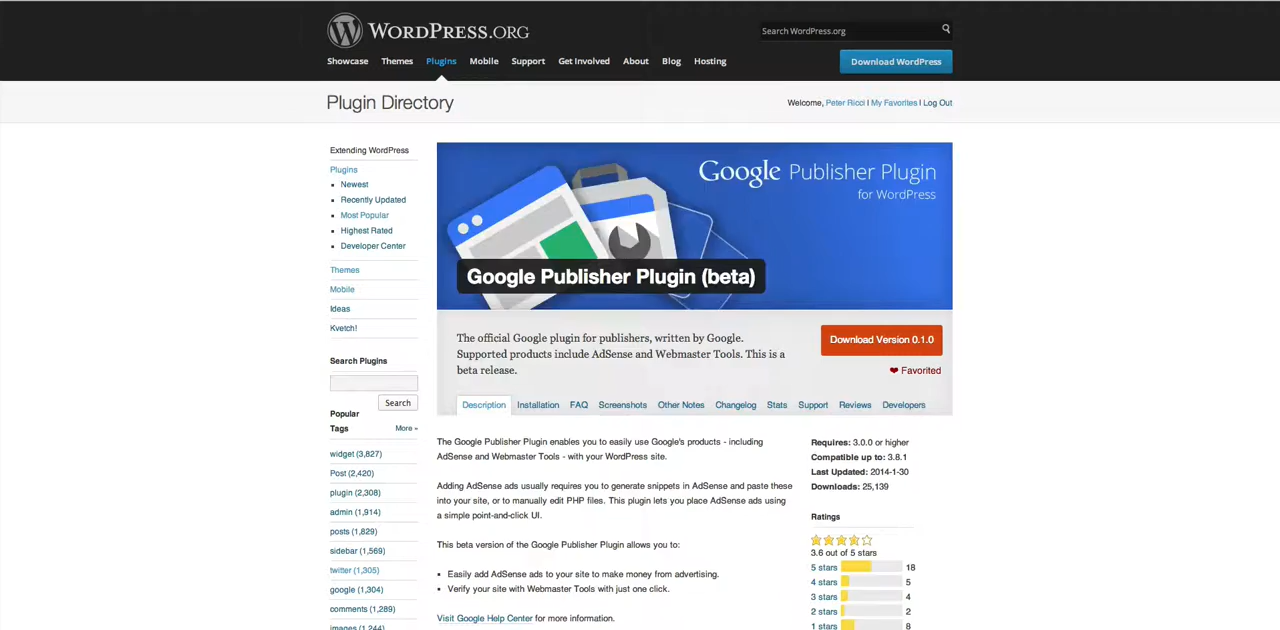 WORDPRESS.ORG
Search WordPress.org
Showcase Themes Plugins Mobile Support Get Involved About Blog Hosting
Download WordPress
Plugin Directory
Welcome, Peter Ricci | My Favorites | Log Out
Extending WordPress
Plugins
Newest
Recently Updated
Most Popular
Highest Rated
Developer Center
Themes
Mobile
Ideas
Kvetch!
Search Plugins
Search
Popular
Tags More »
widget (3,827)
Post (2,420)
plugin (2,308)
admin (1,914)
posts (1,829)
sidebar (1,569)
twitter (1,305)
google (1,304)
comments (1,289)
images (1,244)
Google Publisher Plugin
for WordPress
Google Publisher Plugin (beta)
The official Google plugin for publishers, written by Google.
Supported products include AdSense and Webmaster Tools. This is a
beta release.
Download Version 0.1.0
Favorited
Description Installation FAQ Screenshots Other Notes Changelog Stats Support Reviews Developers
The Google Publisher Plugin enables you to easily use Google's products - including
AdSense and Webmaster Tools - with your WordPress site.
Adding AdSense ads usually requires you to generate snippets in AdSense and paste these
into your site, or to manually edit PHP files. This plugin lets you place AdSense ads using
a simple point-and-click UI.
This beta version of the Google Publisher Plugin allows you to:
Easily add AdSense ads to your site to make money from advertising.
Verify your site with Webmaster Tools with just one click.
Visit Google Help Center for more information.
Requires: 3.0.0 or higher
Compatible up to: 3.8.1
Last Updated: 2014-1-30
Downloads: 25,139
Ratings
3.6 out of 5 stars
5 stars 18
4 stars 5
3 stars 4
2 stars 2
1 stars 8